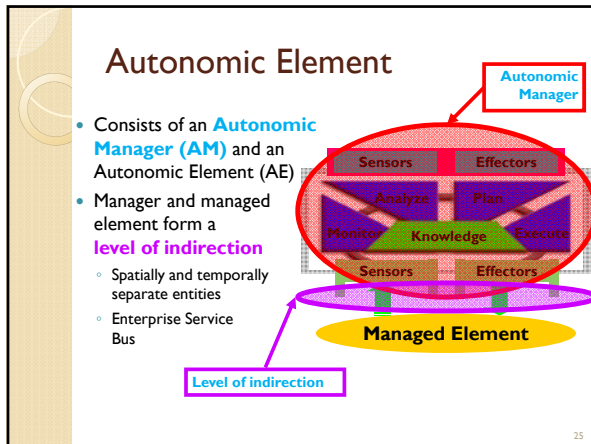 Autonomic Element
Autonomic
Manager
• Consists of an Autonomic
Manager (AM) and an
Autonomic Element (AE)
• Manager and managed
element form a
level of indirection
◦ Spatially and temporally
separate entities
◦ Enterprise Service
Bus
Sensors Effectors
Analyze Plan
Monitor Knowledge Execute
Sensors Effectors
Managed Element
Level of indirection
25